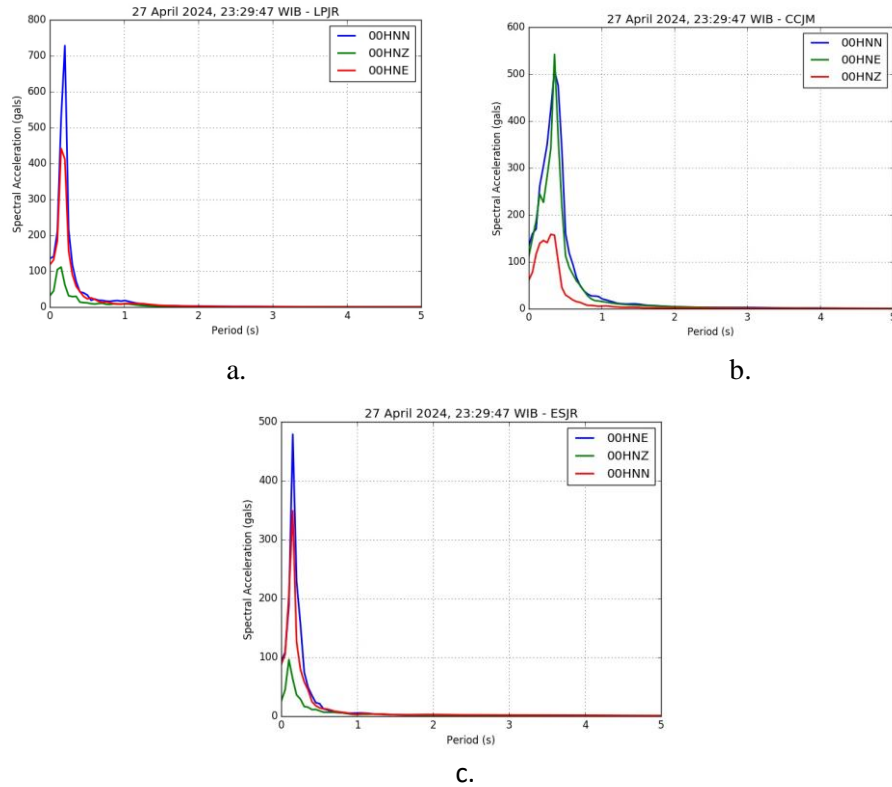 27 April 2024, 23:29:47 WIB - LPJR
800
700
600
500
400
300
200
100
0
Spectral Acceleration (gals)
00HNN
00HNZ
00HNE
0 1 2 3 4 5
Period (s)
a.
27 April 2024, 23:29:47 WIB - CCJM
600
500
400
300
200
100
0
Spectral Acceleration (gals)
00HNN
00HNE
00HNZ
0 1 2 3 4 5
Period (s)
b.
27 April 2024, 23:29:47 WIB - ESJR
500
400
300
200
100
0
Spectral Acceleration (gals)
00HNE
00HNZ
00HNN
0 1 2 3 4 5
Period (s)
c.